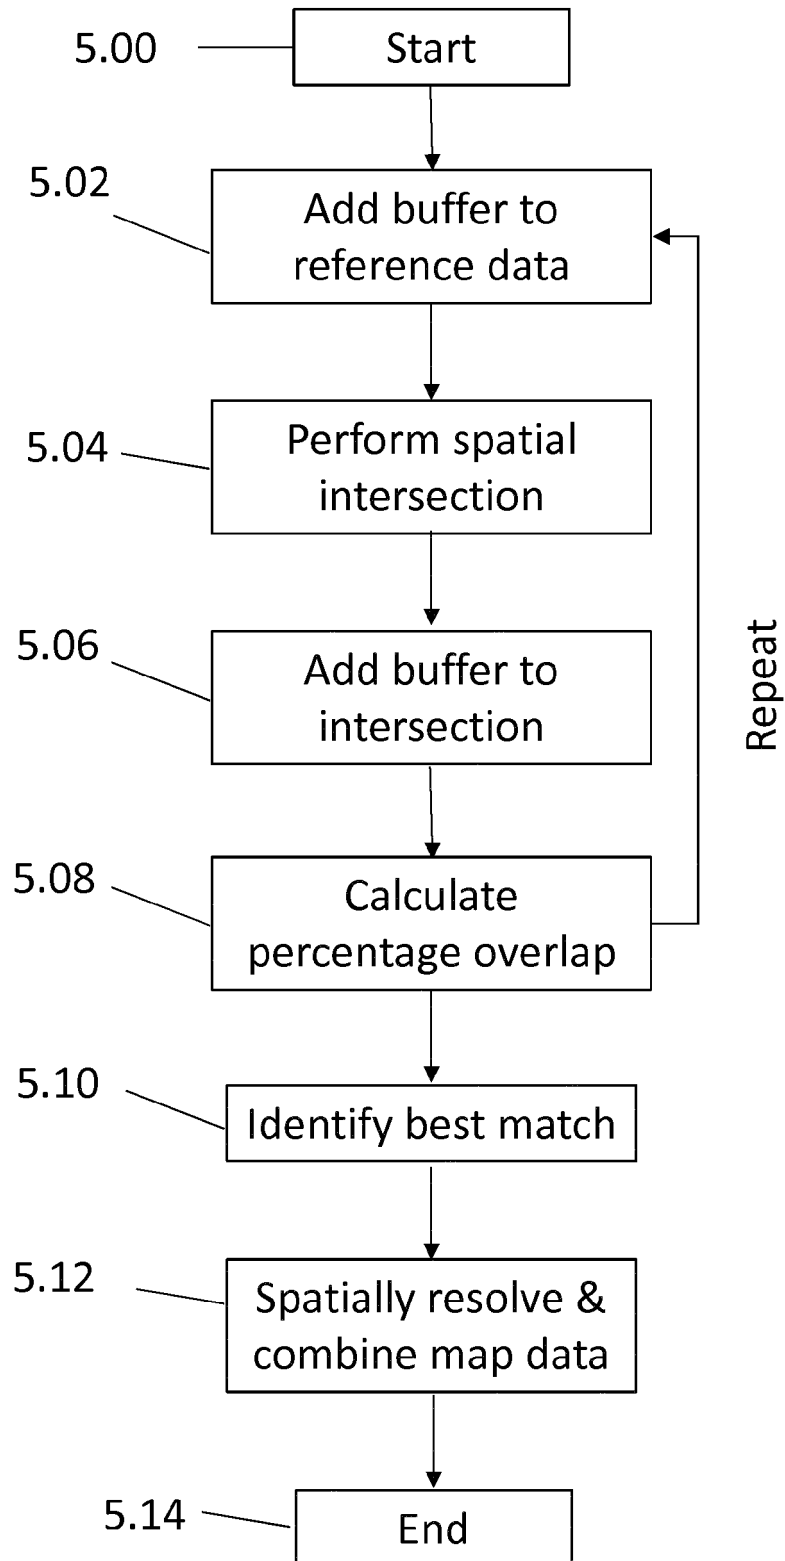 5.00
Start
5.02
Add buffer to
reference data
5.04
Perform spatial
intersection
5.06
Add buffer to
intersection
Repeat
5.08
Calculate
percentage overlap
5.10
Identify best match
5.12
Spatially resolve &
combine map data
5.14
End